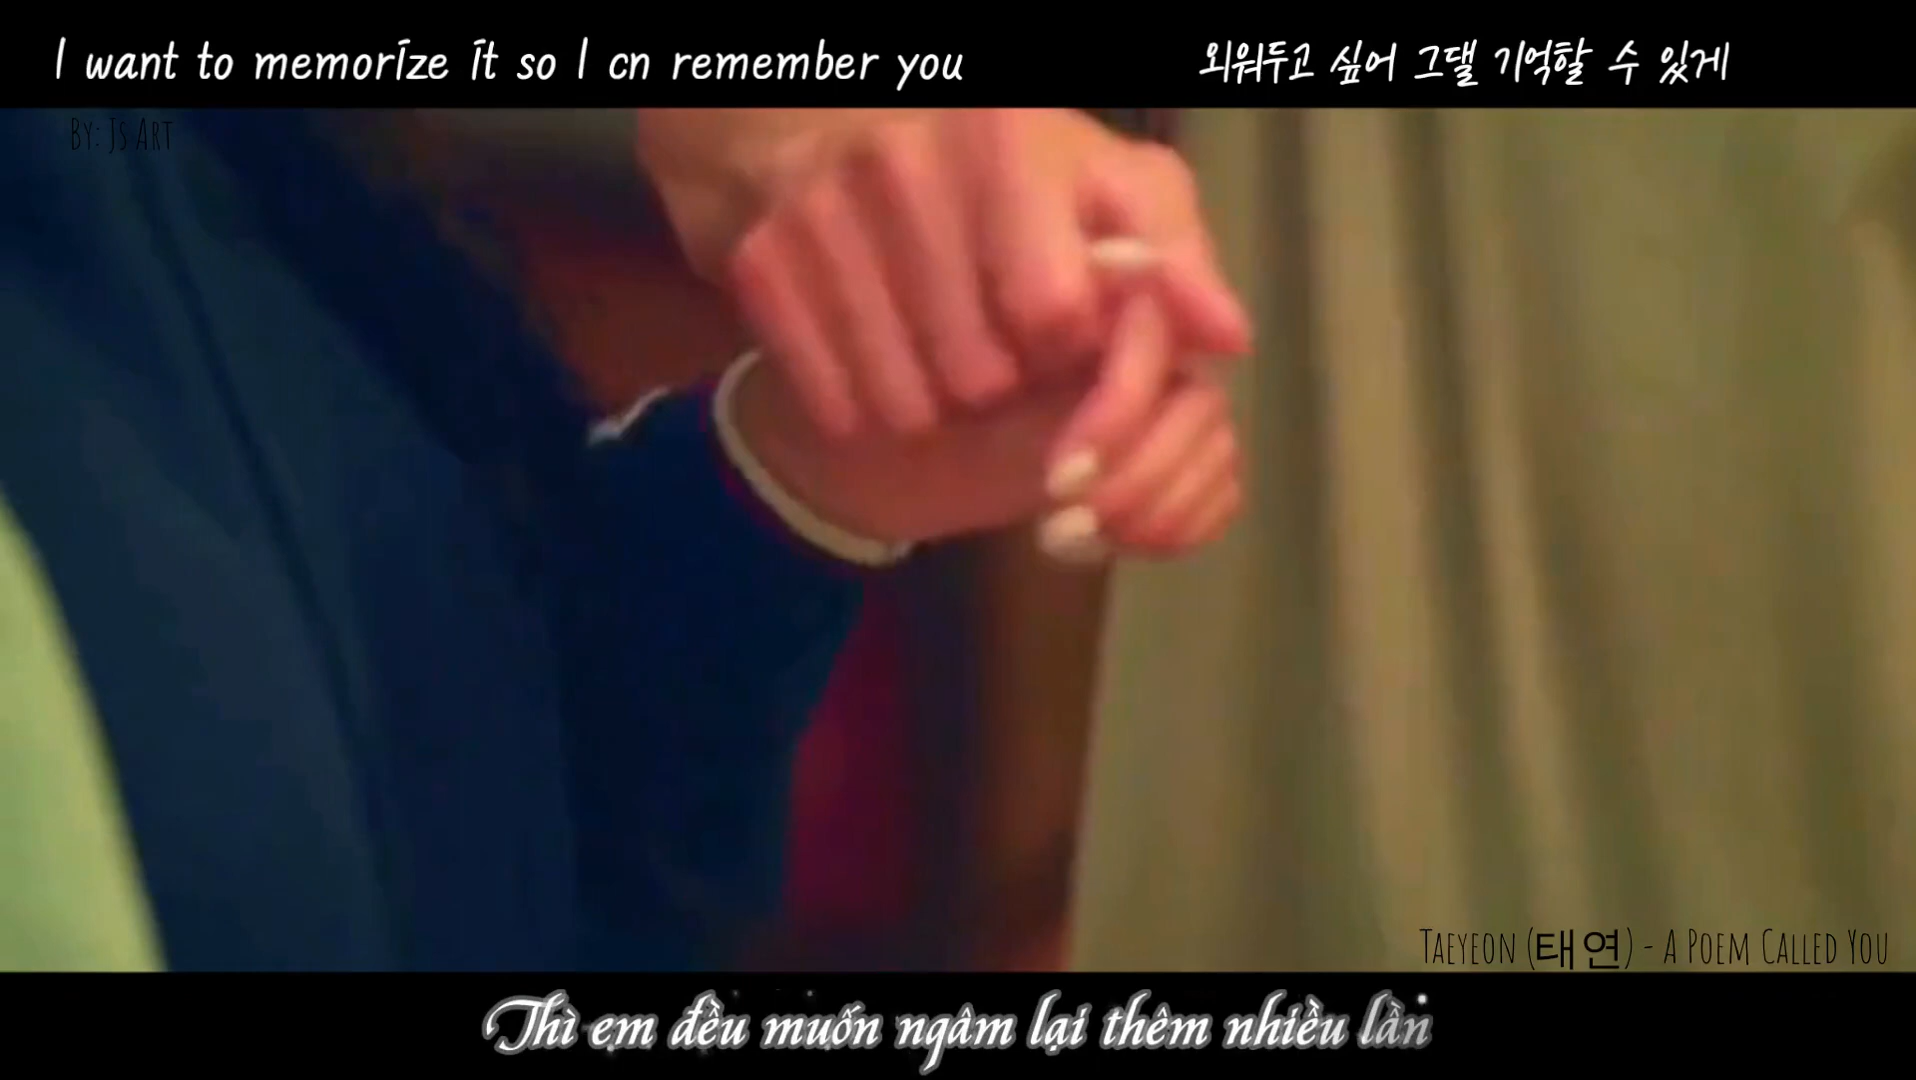 I want to memorize it so I cn remember you
외워두고 싶어 그댈 기억할 수 있게
By: Js Art
Taeyeon (태연) - A Poem Called You
Thì em đều muốn ngâm lại thêm nhiều lần